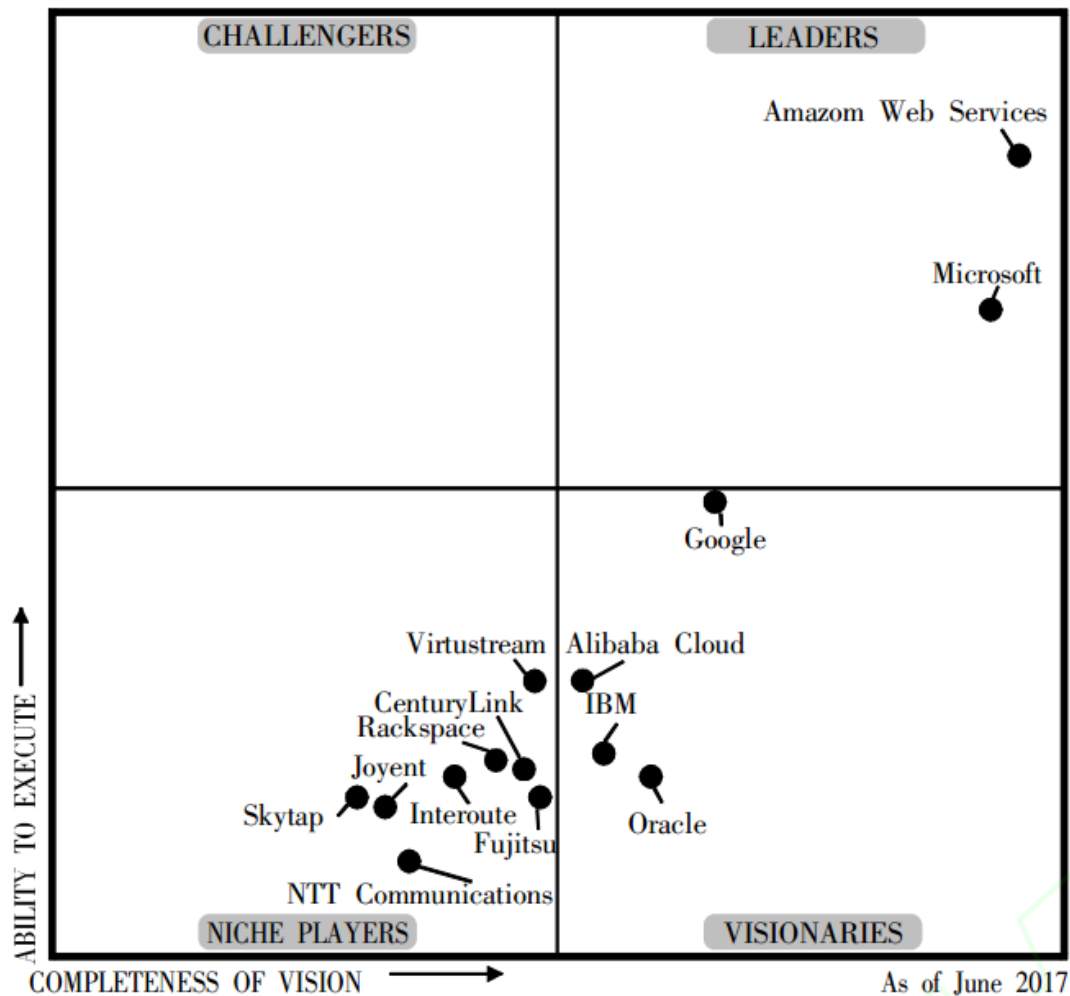 CHALLENGERS
LEADERS
Amazom Web Services
Microsoft
Google
Virtustream
Alibaba Cloud
CenturyLink
IBM
Rackspace
Joyent
Skytap
Interoute
Oracle
Fujitsu
NTT Communications
NICHE PLAYERS
VISIONARIES
ABILITY TO EXECUTE
COMPLETENESS OF VISION
As of June 2017